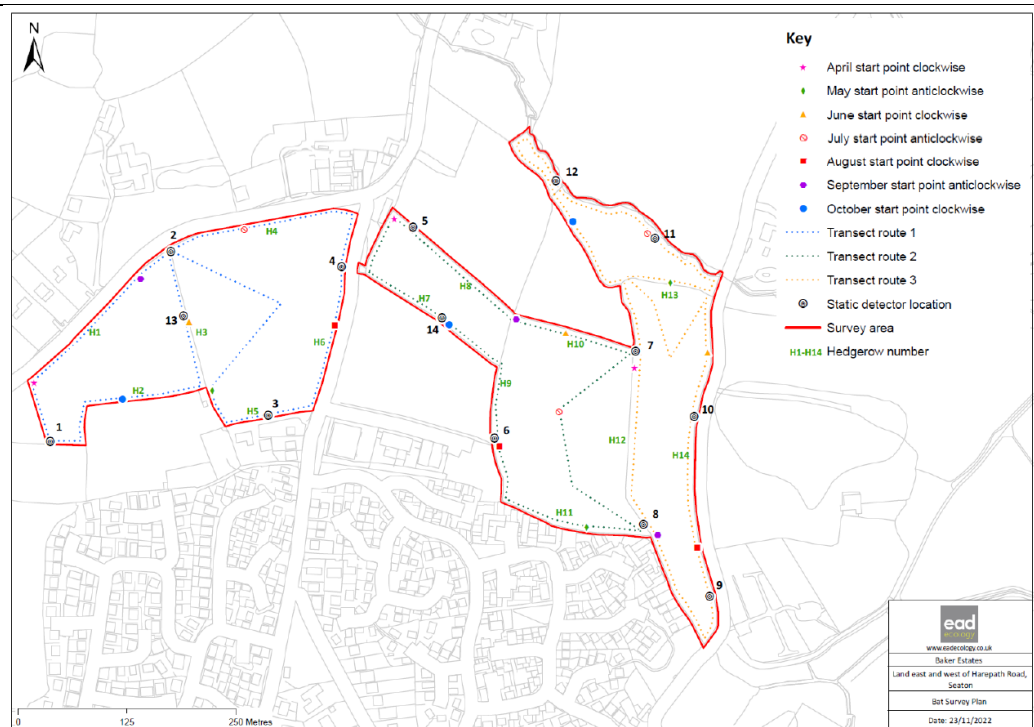 N
Key
April start point clockwise
May start point anticlockwise
June start point clockwise
July start point anticlockwise
August start point clockwise
September start point anticlockwise
October start point clockwise
Transect route 1
Transect route 2
Transect route 3
Static detector location
Survey area
H1-H14 Hedgerow number
12
5
11
2
H4
4
H13
H8
13
H3
H7
14
H10
H1
H6
7
H9
H2
10
H5
3
1
6
H12
H14
H11
8
9
ead
ecology
www.eadecology.co.uk
Baker Estates
Land east and west of Harepath Road,
Seaton
Bat Survey Plan
Date: 23/11/2022
0
125
250 Metres